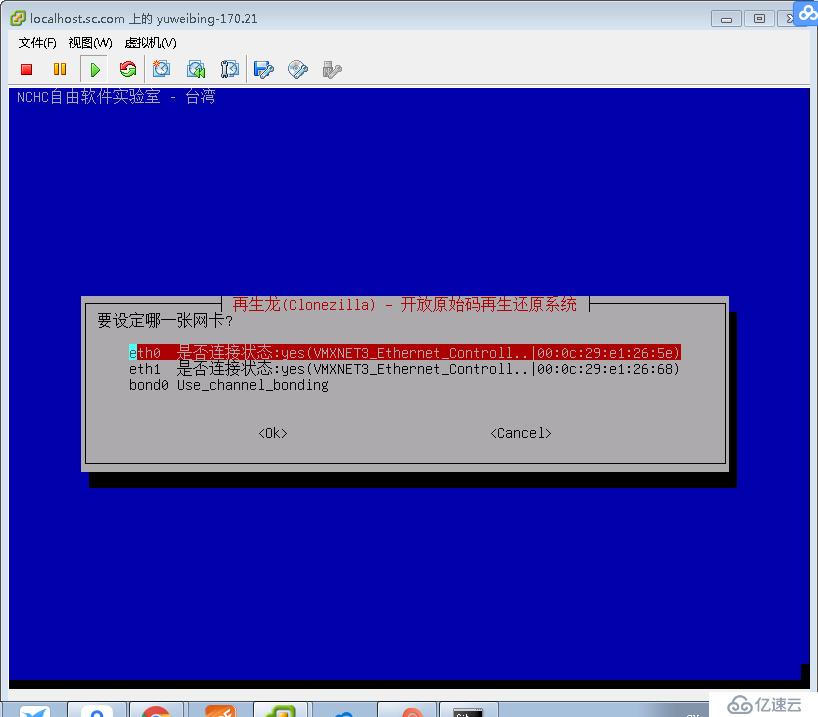 localhost.sc.com 上的 yuweibing-170.21
文件(F) 视图(W) 虚拟机(V)
NCHC自由软件实验室 - 台湾
再生龙(Clonezilla) - 开放原始码再生还原系统
要设定哪一张网卡?
eth0 是否连接状态:yes(VMXNET3_Ethernet_Controll..|00:0c:29:e1:26:5e)
eth1 是否连接状态:yes(VMXNET3_Ethernet_Controll..|00:0c:29:e1:26:68)
bond0 Use_channel_bonding
<Ok> <Cancel>
亿速云